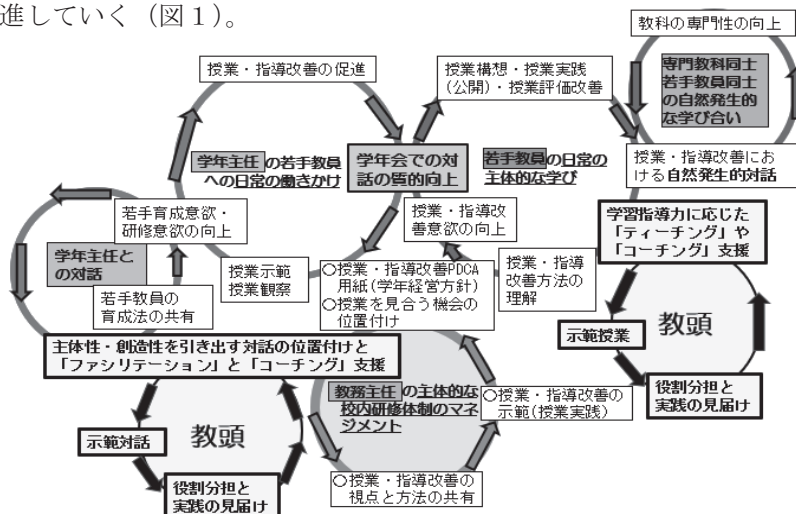 進していく（図１）。
教科の専門性の向上
授業・指導改善の促進
授業構想・授業実践
(公開)・授業評価改善
専門教科同士
若手教員同士
の自然発生的
な学び合い
学年主任 の若手教員
への日常の働きかけ
学年会での対
話の質的向上
若手教員の日常の
主体的な学び
授業・指導改善にお
ける自然発生的対話
若手育成意欲・
研修意欲の向上
授業・指導改
善意欲の向上
学習指導力に応じた
「ティーチング」や
「コーチング」支援
学年主任と
の対話
授業示範
授業観察
○授業・指導改善PDCA
用紙(学年経営方針)
○授業を見合う機会の
位置付け
授業・指導
改善方法の
理解
若手教員の
育成法の共有
示範授業
教頭
主体性・創造性を引き出す対話の位置付けと
「ファシリテーション」と「コーチング」支援
教務主任 の主体的な
校内研修体制のマネ
ジメント
○授業・指導改善の
示範(授業実践)
役割分担と
実践の見届け
示範対話
教頭
役割分担と
実践の見届け
○授業・指導改善の
視点と方法の共有